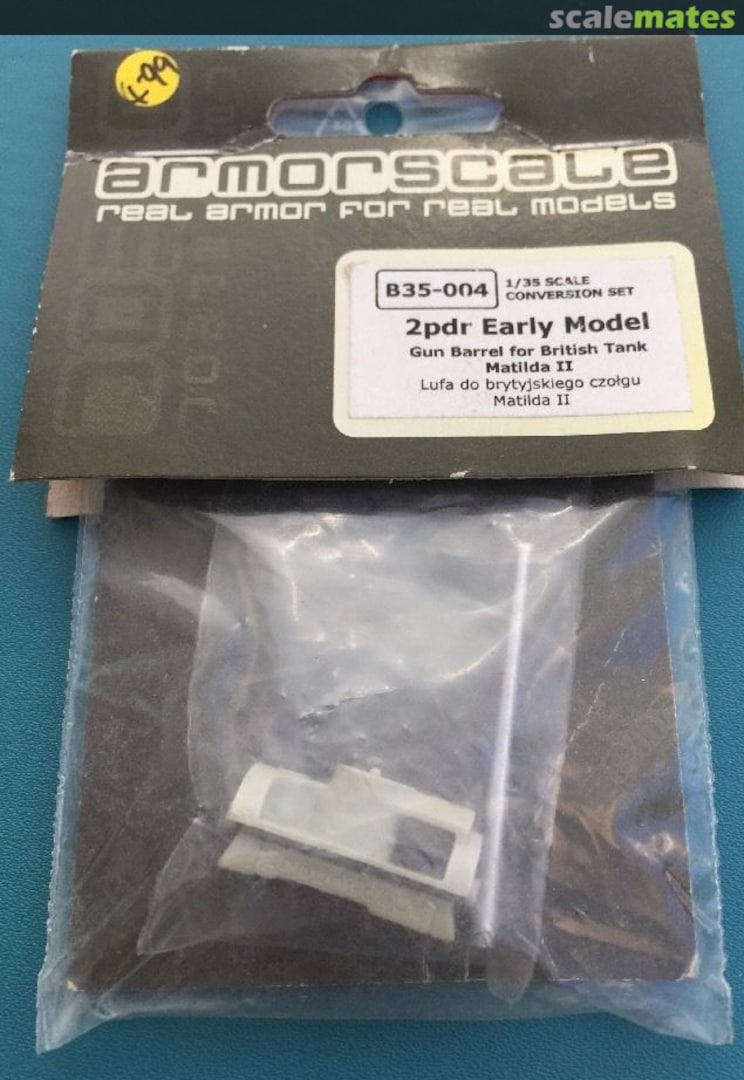 scalemates
armorscale
real armor for real models
B35-004
1/35 SCALE
CONVERSION SET
2pdr Early Model
Gun Barrel for British Tank
Matilda II
Lufa do brytyjskiego czołgu
Matilda II